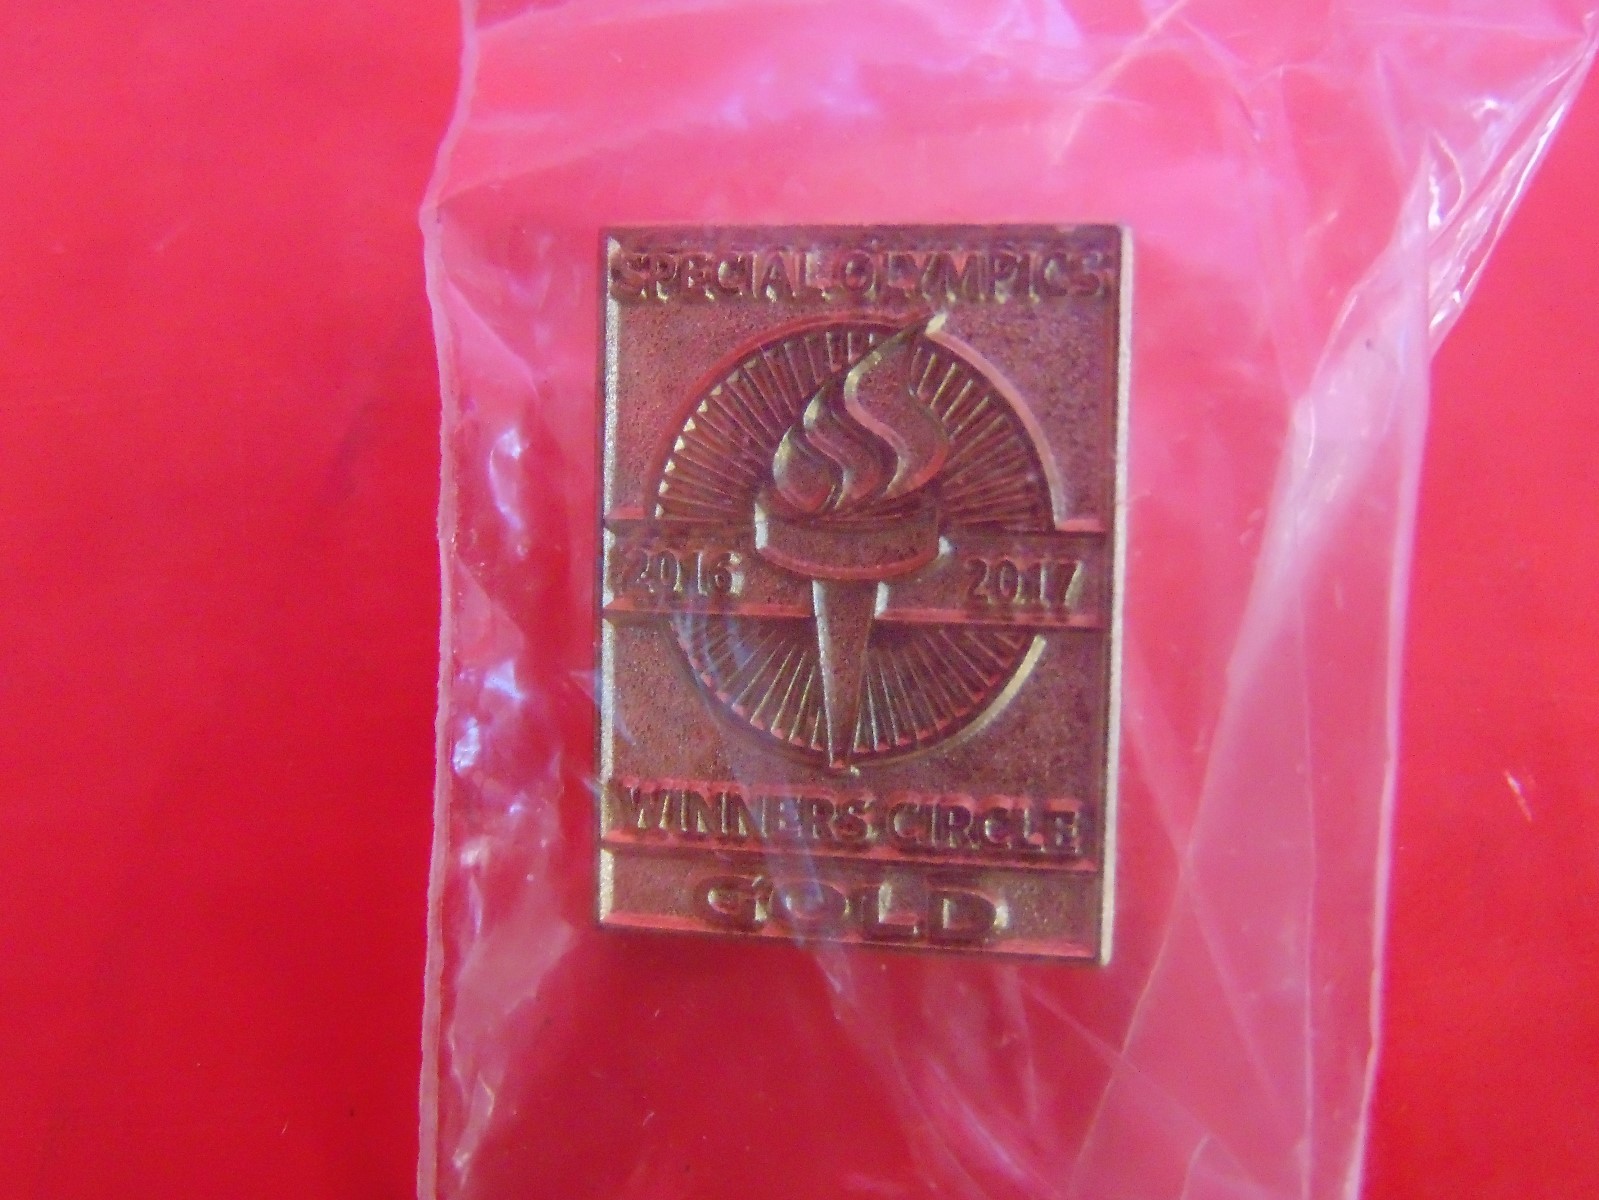 SPECIAL OLYMPICS
2016 2017
WINNERS CIRCLE
GOLD